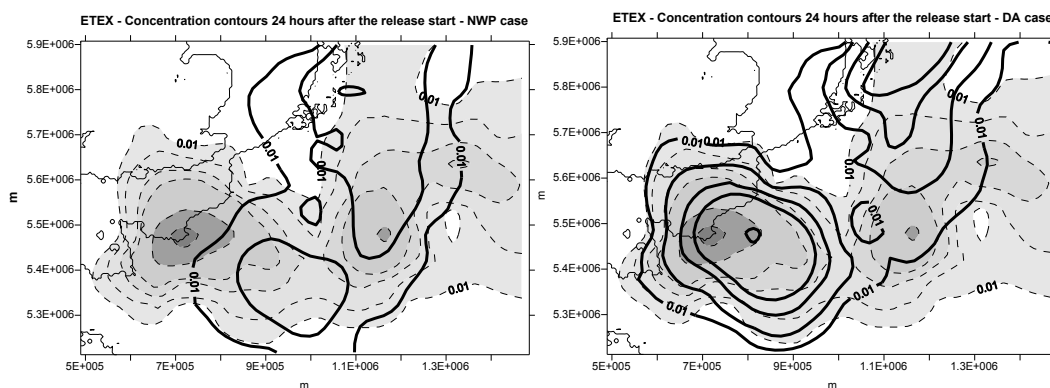 ETEX - Concentration contours 24 hours after the release start - NWP case
5.9E+006
5.8E+006
5.7E+006
5.6E+006
5.5E+006
5.4E+006
5.3E+006
m
5E+005
7E+005
9E+005
1.1E+006
1.3E+006
m
0.01
0.01
0.01
0.01
0.01
0.01
0.01
ETEX - Concentration contours 24 hours after the release start - DA case
5.9E+006
5.8E+006
5.7E+006
5.6E+006
5.5E+006
5.4E+006
5.3E+006
m
5E+005
7E+005
9E+005
1.1E+006
1.3E+006
m
0.01
0.01
0.01
0.01
0.01
0.01
0.01
0.01